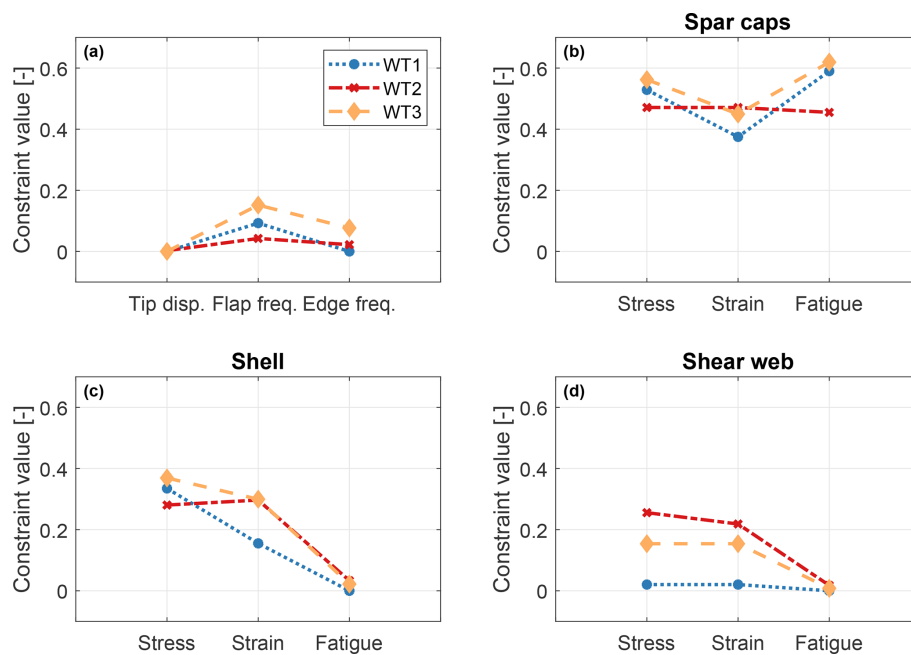 (a)
WT1
WT2
WT3
Constraint value [-]
0.6
0.4
0.2
0
Tip disp. Flap freq. Edge freq.
Spar caps
(b)
Constraint value [-]
0.6
0.4
0.2
0
Stress Strain Fatigue
Shell
(c)
Constraint value [-]
0.6
0.4
0.2
0
Stress Strain Fatigue
Shear web
(d)
Constraint value [-]
0.6
0.4
0.2
0
Stress Strain Fatigue